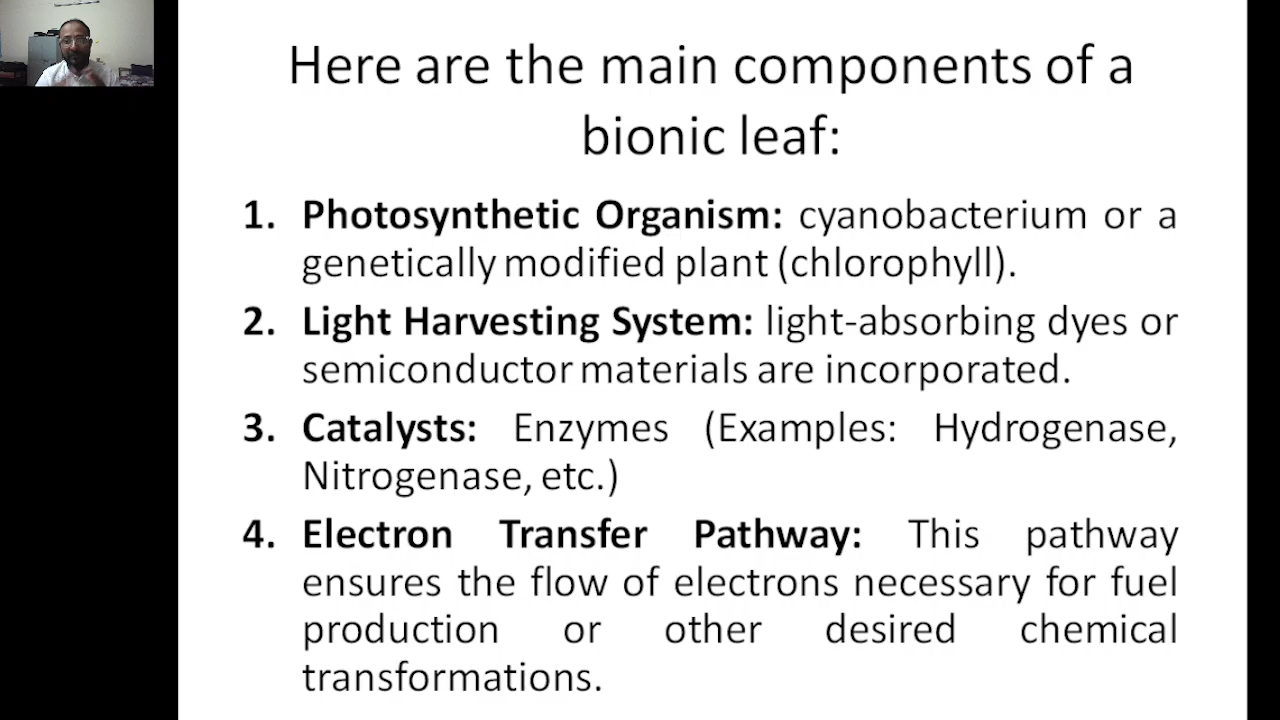 Here are the main components of a
bionic leaf:
1. Photosynthetic Organism: cyanobacterium or a
genetically modified plant (chlorophyll).
2. Light Harvesting System: light-absorbing dyes or
semiconductor materials are incorporated.
3. Catalysts: Enzymes (Examples: Hydrogenase,
Nitrogenase, etc.)
4. Electron Transfer Pathway: This pathway
ensures the flow of electrons necessary for fuel
production or other desired chemical
transformations.